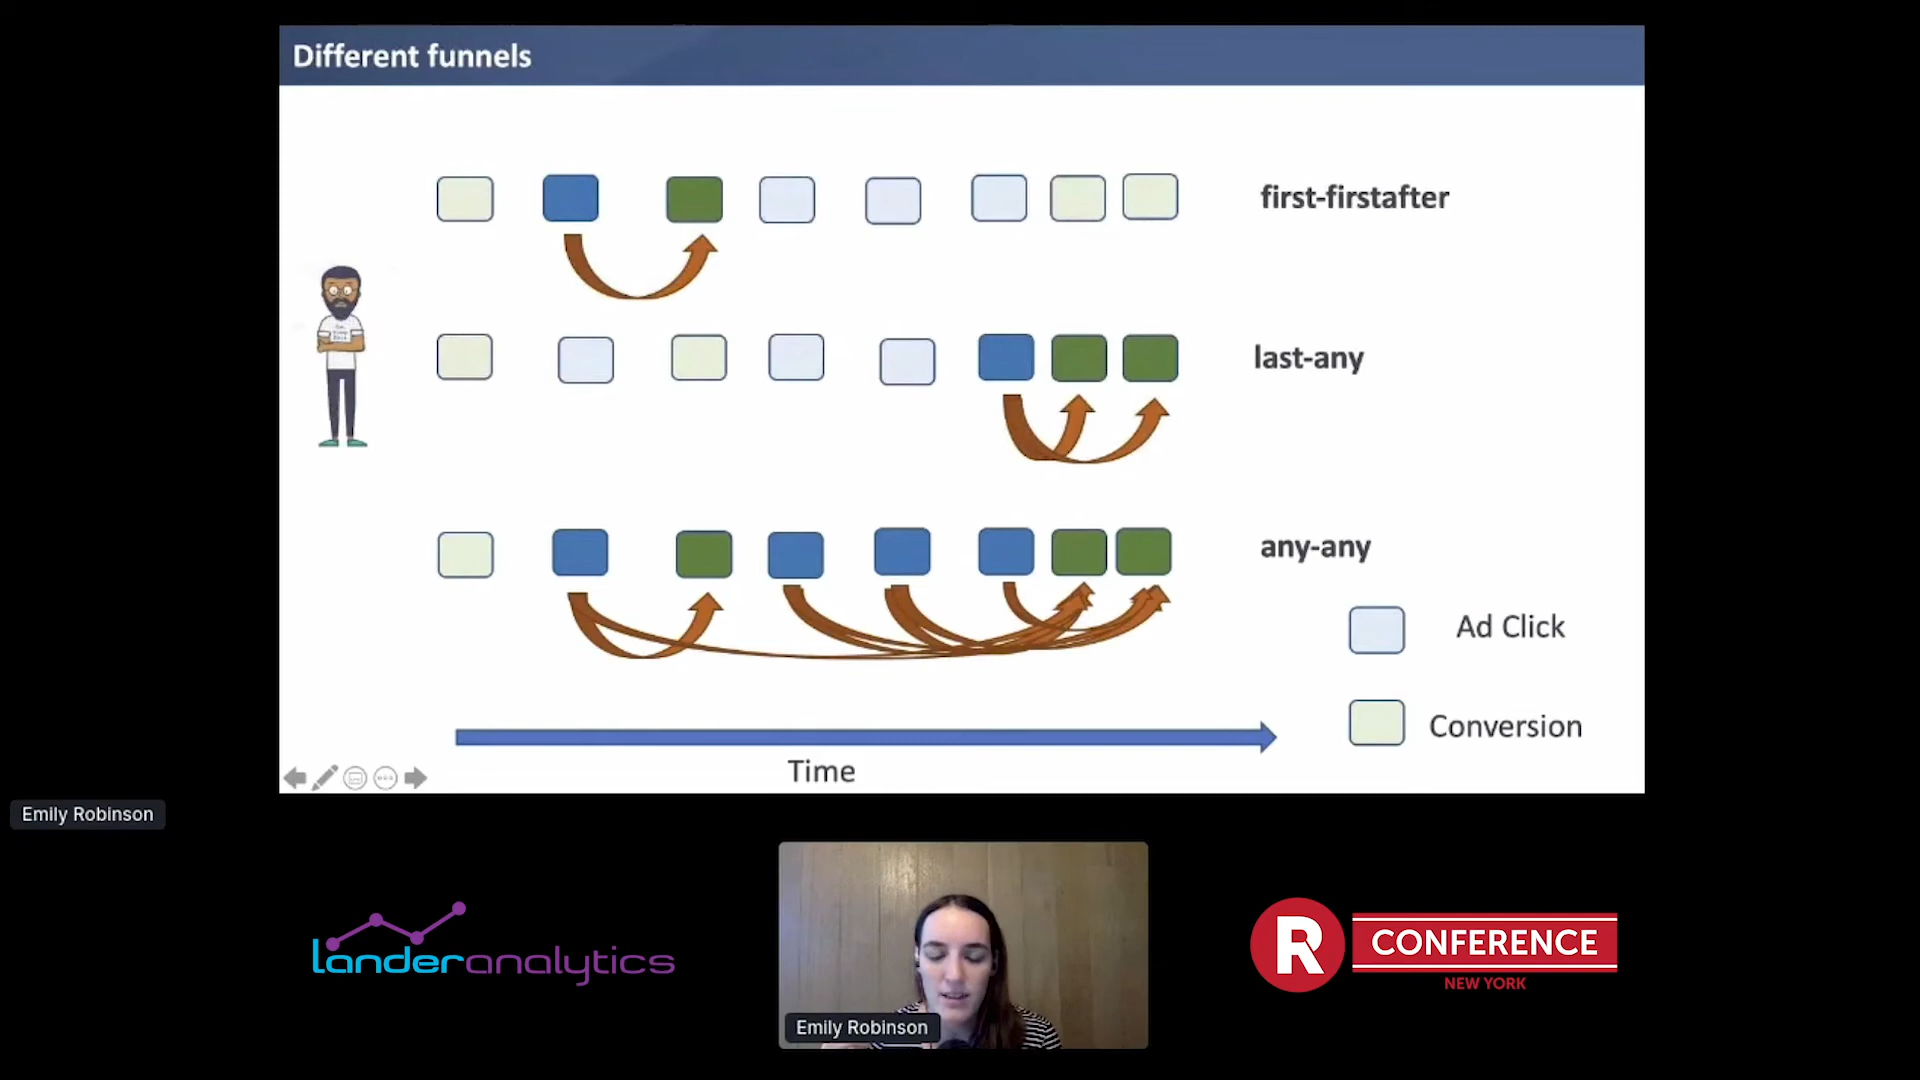 Different funnels
first-firstafter
last-any
any-any
Ad Click
Conversion
Time
Emily Robinson
landeranalytics
Emily Robinson
R
CONFERENCE
NEW YORK